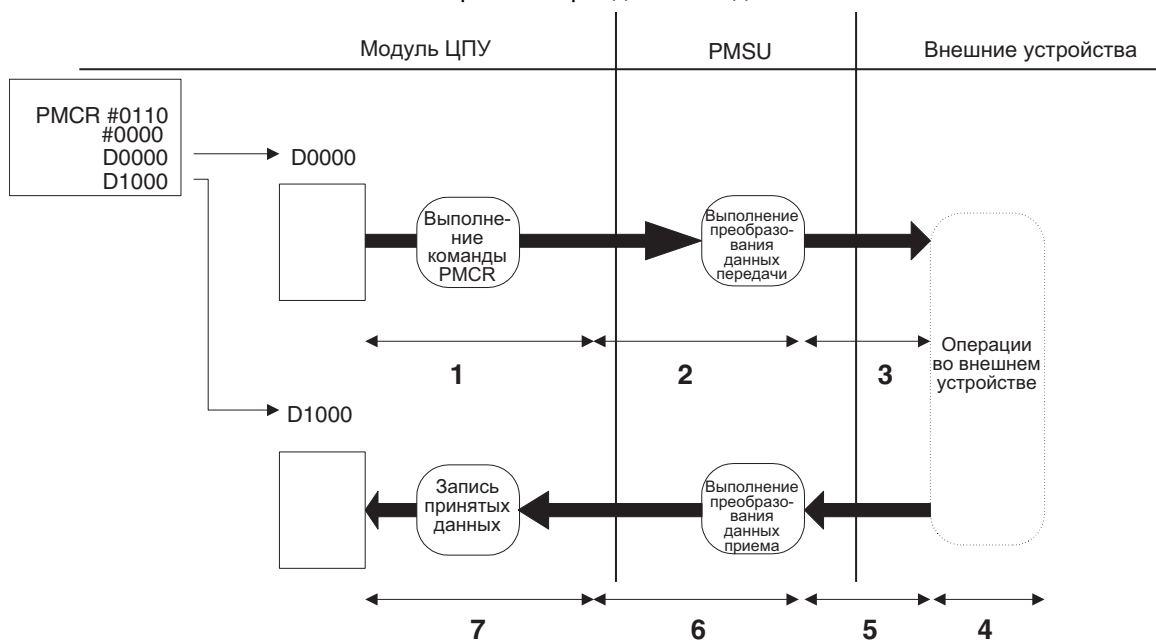 Модуль ЦПУ
PMSU
Внешние устройства
PMCR #0110
#0000
D0000
D1000
D0000
Выполне-
ние
команды
PMCR
Выполнение
преобразо-
вания
данных
передачи
1
2
3
Операции
во внешнем
устройстве
D1000
Запись
принятых
данных
Выполнение
преобразо-
вания
данных
приема
7
6
5
4